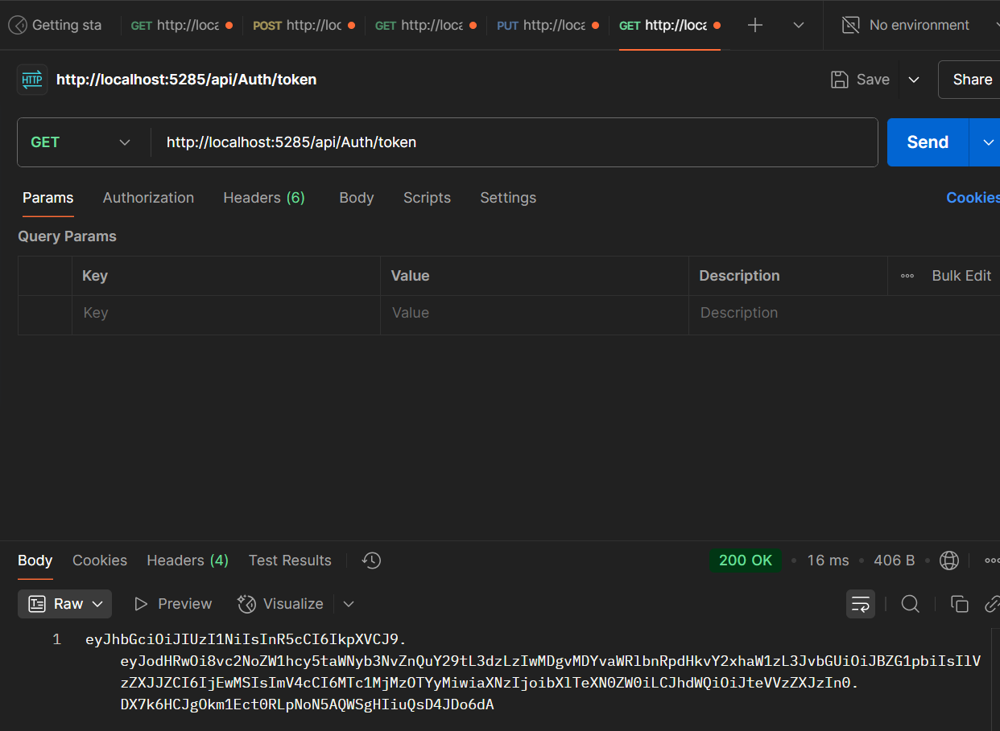 Getting sta GET http://loca POST http://loc GET http://loca PUT http://loca GET http://loca No environment
HTTP http://localhost:5285/api/Auth/token Save Share
GET http://localhost:5285/api/Auth/token Send
Params Authorization Headers (6) Body Scripts Settings Cookies
Query Params
Key Value Description Bulk Edit
Key Value Description
Body Cookies Headers (4) Test Results 200 OK • 16 ms • 406 B •
Raw Preview Visualize
1 eyJhbGciOiJIUzI1NiIsInR5cCI6IkpXVCJ9.
eyJodHRwOi8vc2NoZW1hcy5taWNyb3NvZnQuY29tL3dzLzIwMDgvMDYvaWRlbnRpdHkvY2xhaW1zL3JvbGUiOiJBZG1pbiIsIlV
zZXJJZCI6IjEwMSIsImV4cCI6MTc1MjMzOTYyMiwiaXNzIjoibXlTeXN0ZW0iLCJhdWQiOiJteVVzZXJzIn0.
DX7k6HCJgOkm1Ect0RLpNoN5AQWSgHIiuQsD4JDo6dA